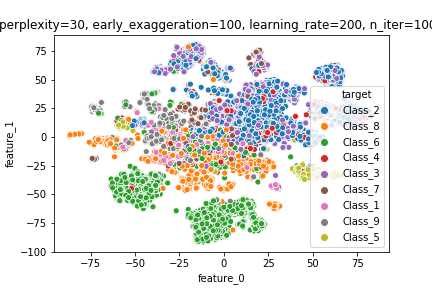 perplexity=30, early_exaggeration=100, learning_rate=200, n_iter=100
75
50
25
0
−25
−50
−75
−100
feature_1
−75
−50
−25
0
25
50
75
feature_0
target
Class_2
Class_8
Class_6
Class_4
Class_3
Class_7
Class_1
Class_9
Class_5